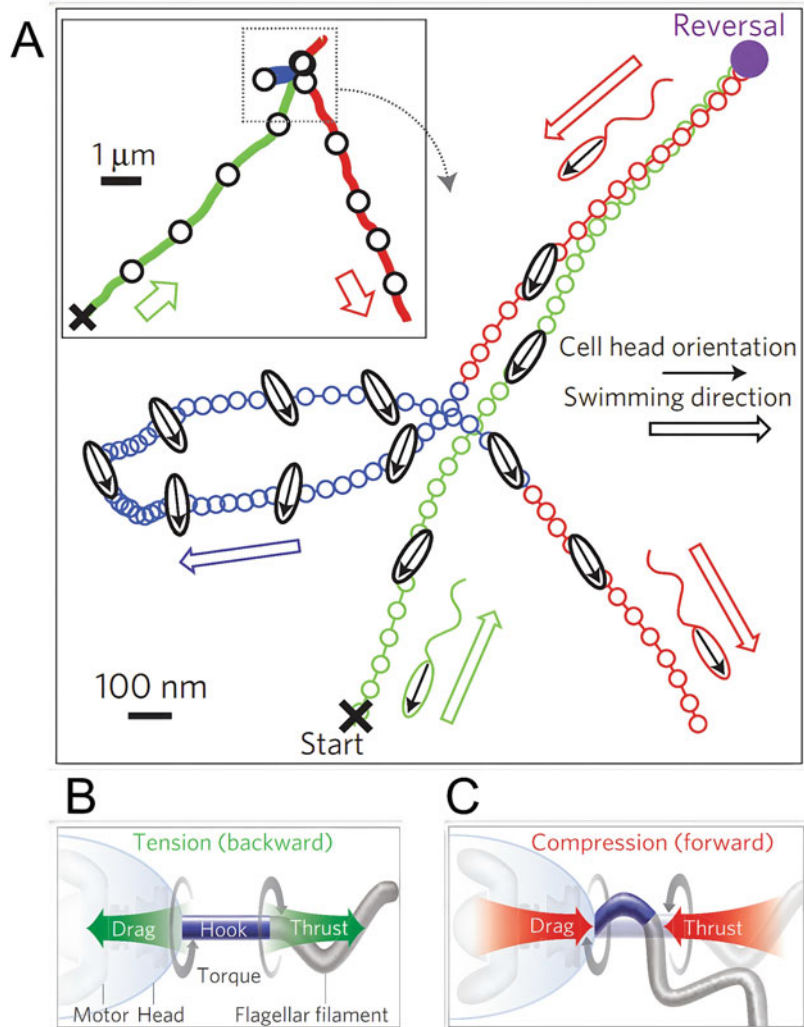 A
Reversal
1 μm
Cell head orientation
Swimming direction
100 nm
Start
B
Tension (backward)
Drag
Hook
Thrust
Torque
Motor Head
Flagellar filament
C
Compression (forward)
Drag
Thrust